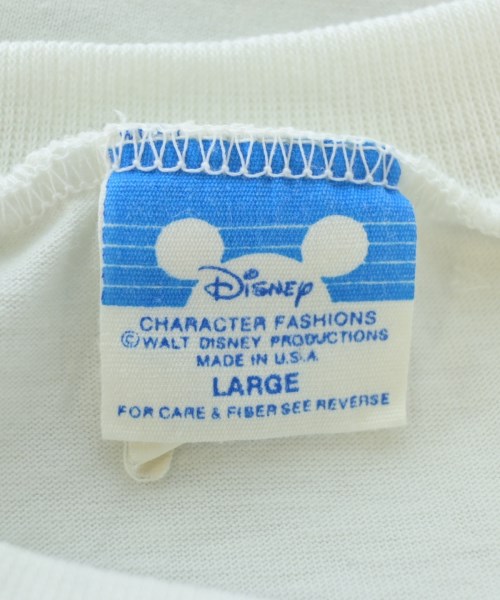 Disney
CHARACTER FASHIONS
©WALT DISNEY PRODUCTIONS
MADE IN U.S.A
LARGE
FOR CARE & FIBER SEE REVERSE